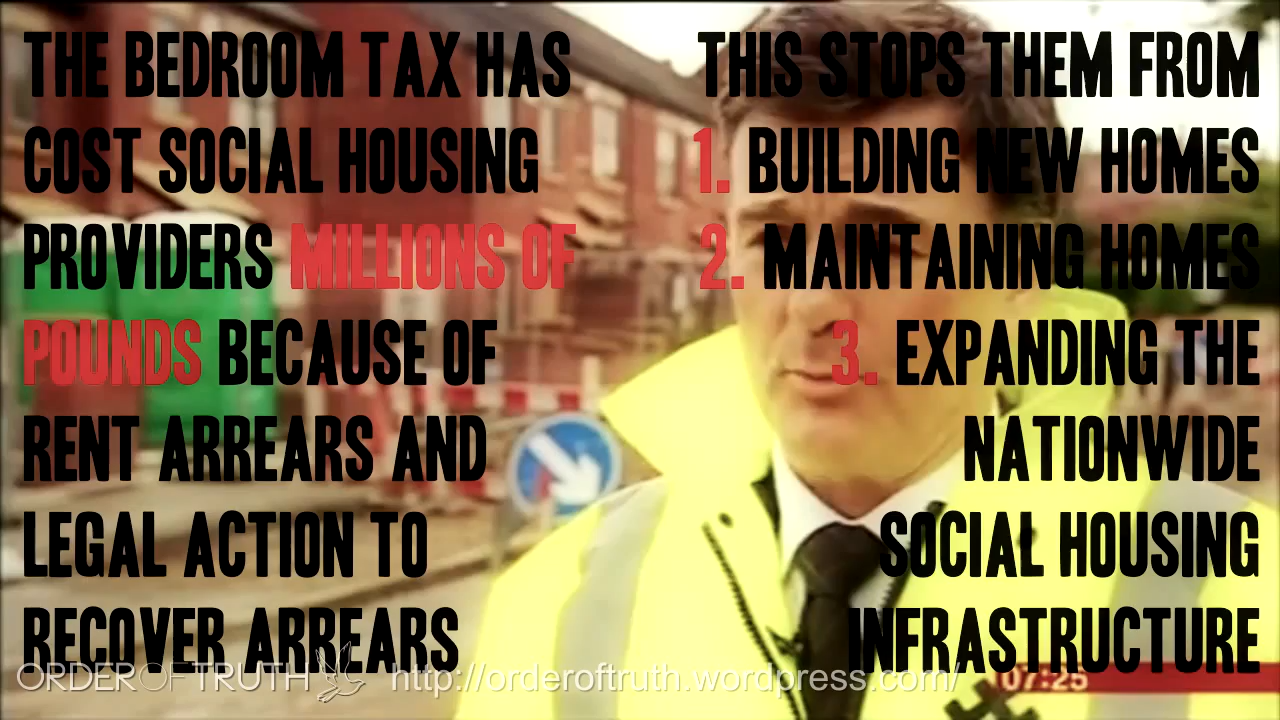 THE BEDROOM TAX HAS
COST SOCIAL HOUSING
PROVIDERS MILLIONS OF
POUNDS BECAUSE OF
RENT ARREARS AND
LEGAL ACTION TO
RECOVER ARREARS
THIS STOPS THEM FROM
1. BUILDING NEW HOMES
2. MAINTAINING HOMES
3. EXPANDING THE
NATIONWIDE
SOCIAL HOUSING
INFRASTRUCTURE
ORDEROFTRUTH http://orderoftruth.wordpress.com/
07:25